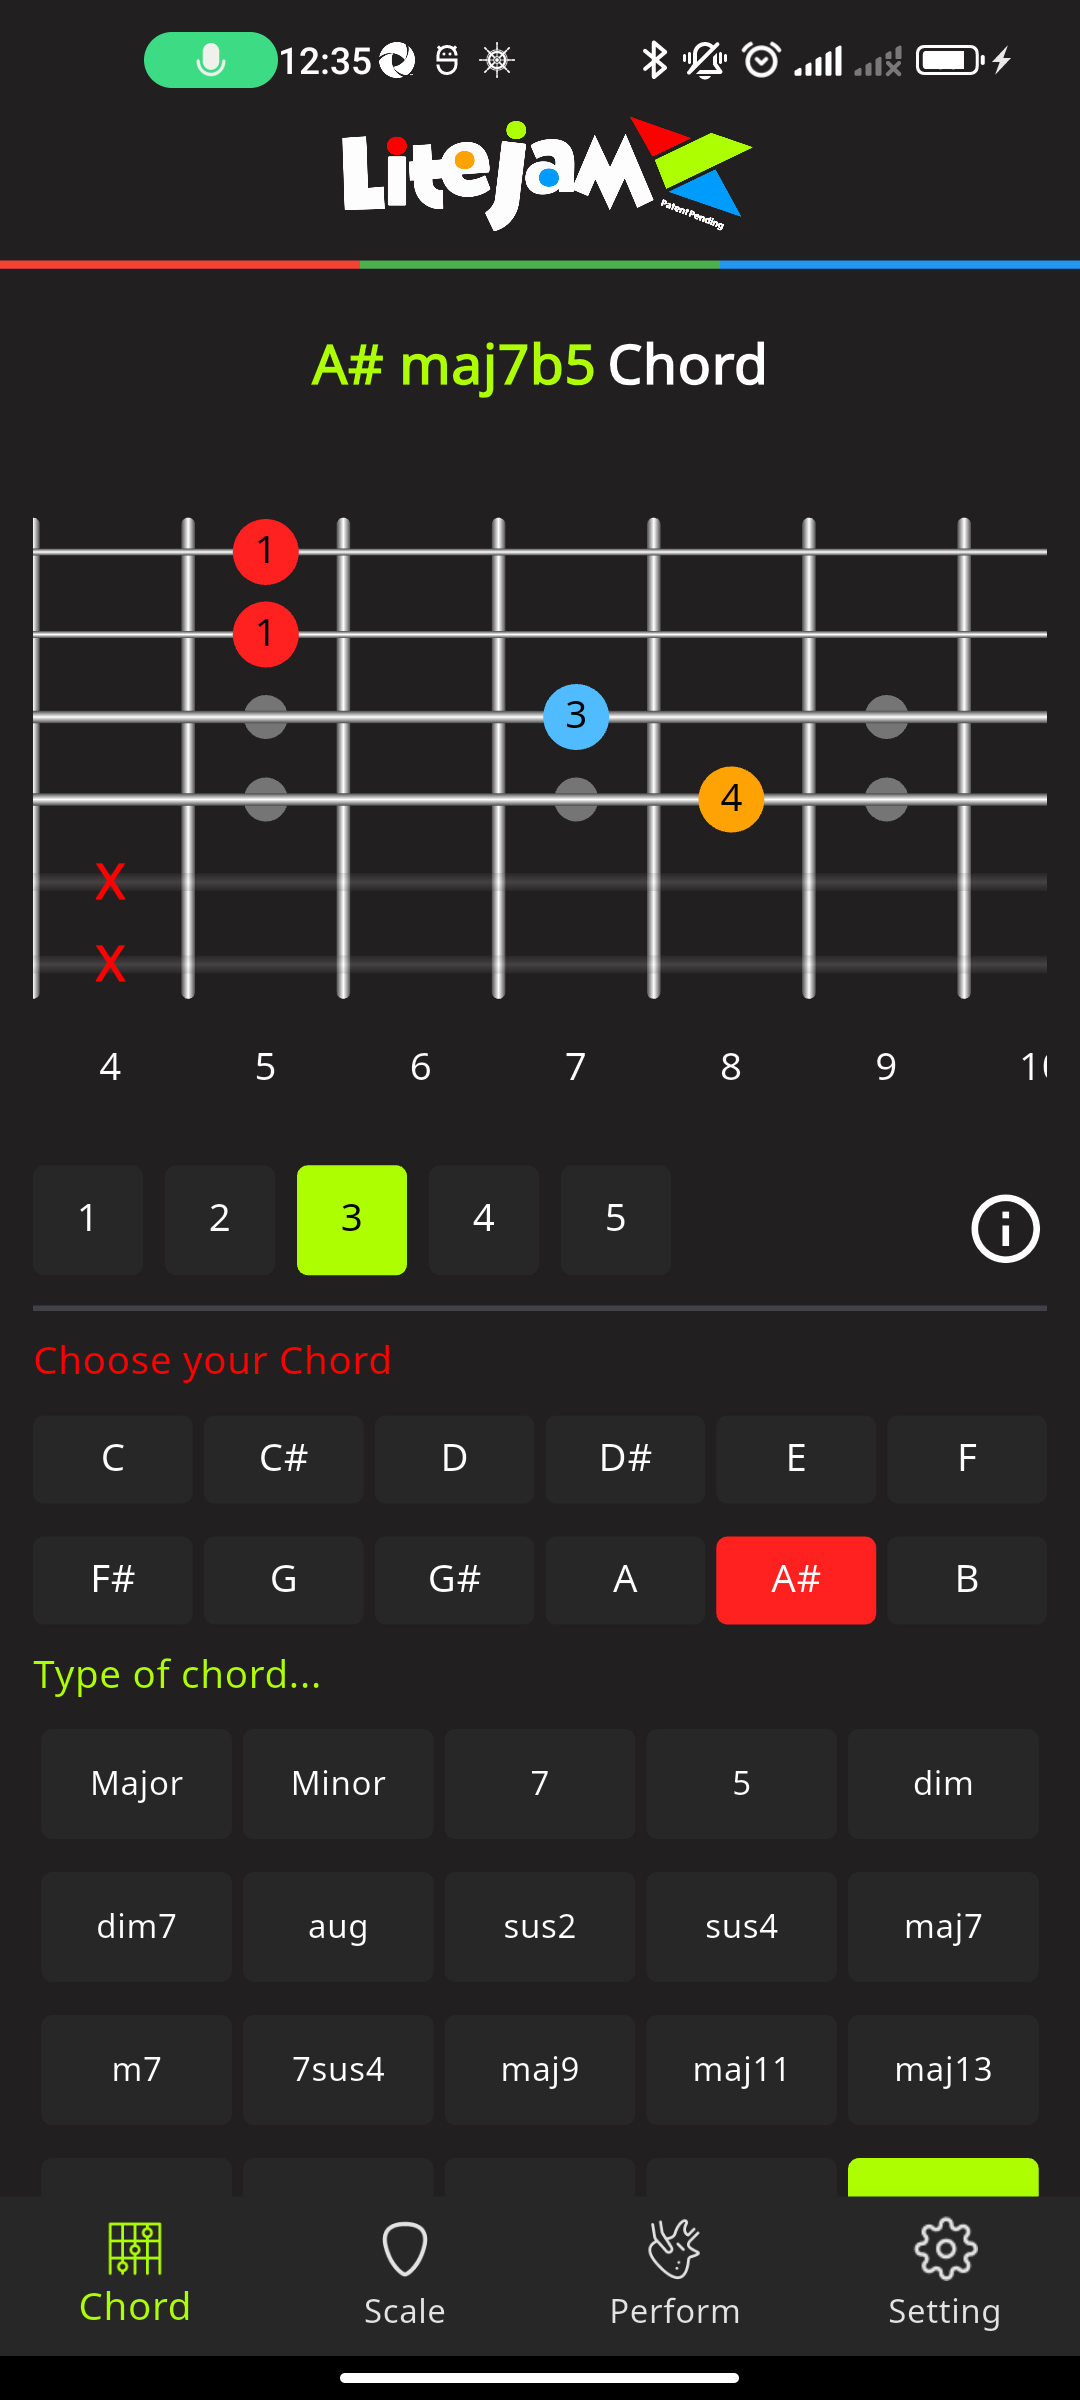 12:35
Litejam
Patent Pending
A# maj7b5 Chord
1
1
3
4
X
X
4 5 6 7 8 9
1 2 3 4 5
Choose your Chord
C C# D D# E F
F# G G# A A# B
Type of chord...
Major Minor 7 5 dim
dim7 aug sus2 sus4 maj7
m7 7sus4 maj9 maj11 maj13
Chord Scale Perform Setting